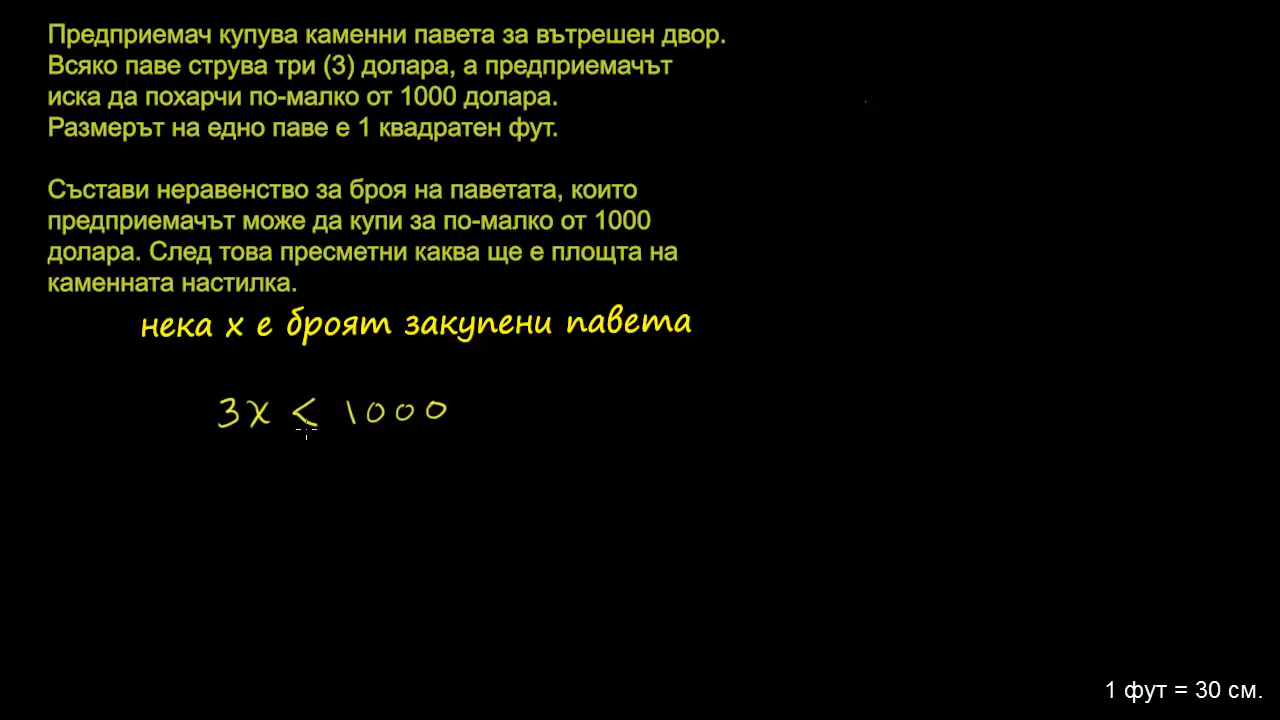 Предприемач купува каменни павета за вътрешен двор.
Всяко паве струва три (3) долара, а предприемачът
иска да похарчи по-малко от 1000 долара.
Размерът на едно паве е 1 квадратен фут.
Състави неравенство за броя на паветата, които
предприемачът може да купи за по-малко от 1000
долара. След това пресметни каква ще е площта на
каменната настилка.
нека x е броят закупени павета
3x < 1000
1 фут = 30 см.